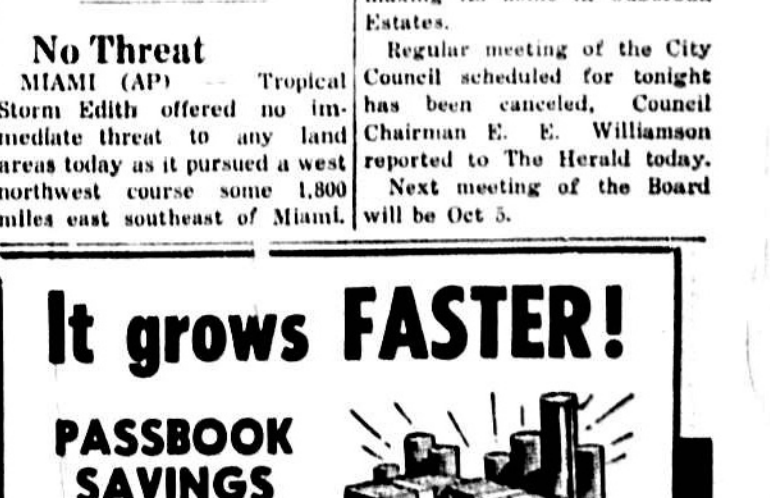 No Threat
MIAMI (AP) — Tropical
Storm Edith offered no im-
mediate threat to any land
areas today as it pursued a west
northwest course some 1,800
miles east southeast of Miami.
Estates.
Regular meeting of the City
Council scheduled for tonight
has been canceled, Council
Chairman E. E. Williamson
reported to The Herald today.
Next meeting of the Board
will be Oct 5.
It grows FASTER!
PASSBOOK
SAVINGS